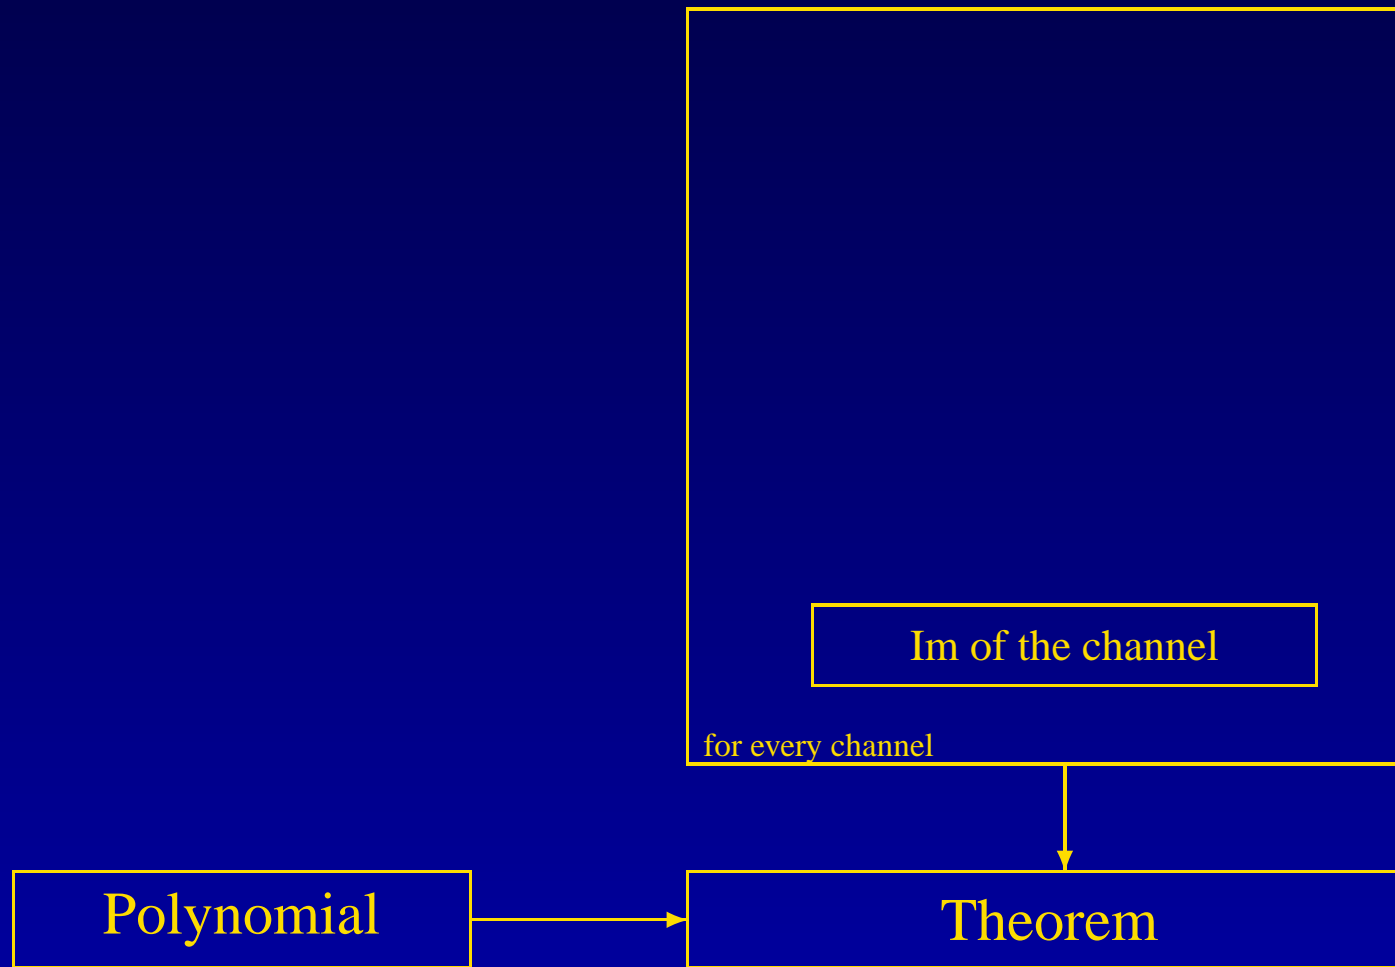 Im of the channel
for every channel
Polynomial
Theorem